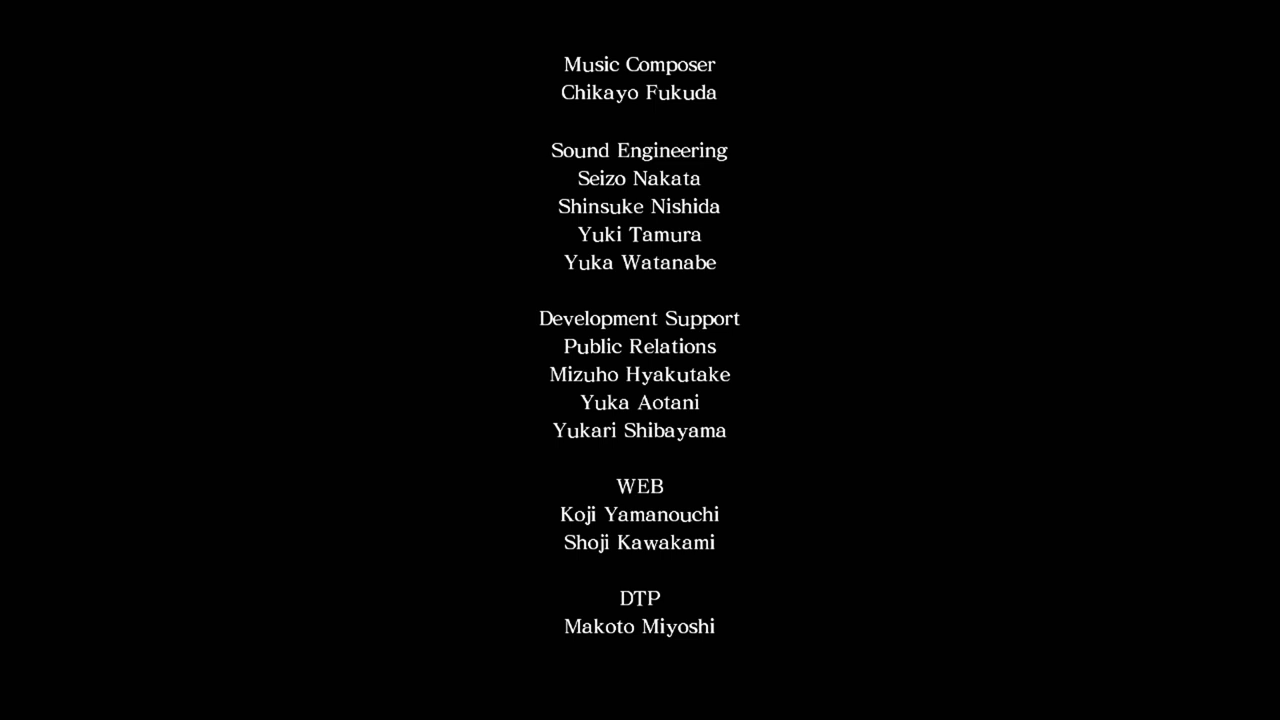 Music Composer
Chikayo Fukuda
Sound Engineering
Seizo Nakata
Shinsuke Nishida
Yuki Tamura
Yuka Watanabe
Development Support
Public Relations
Mizuho Hyakutake
Yuka Aotani
Yukari Shibayama
WEB
Koji Yamanouchi
Shoji Kawakami
DTP
Makoto Miyoshi